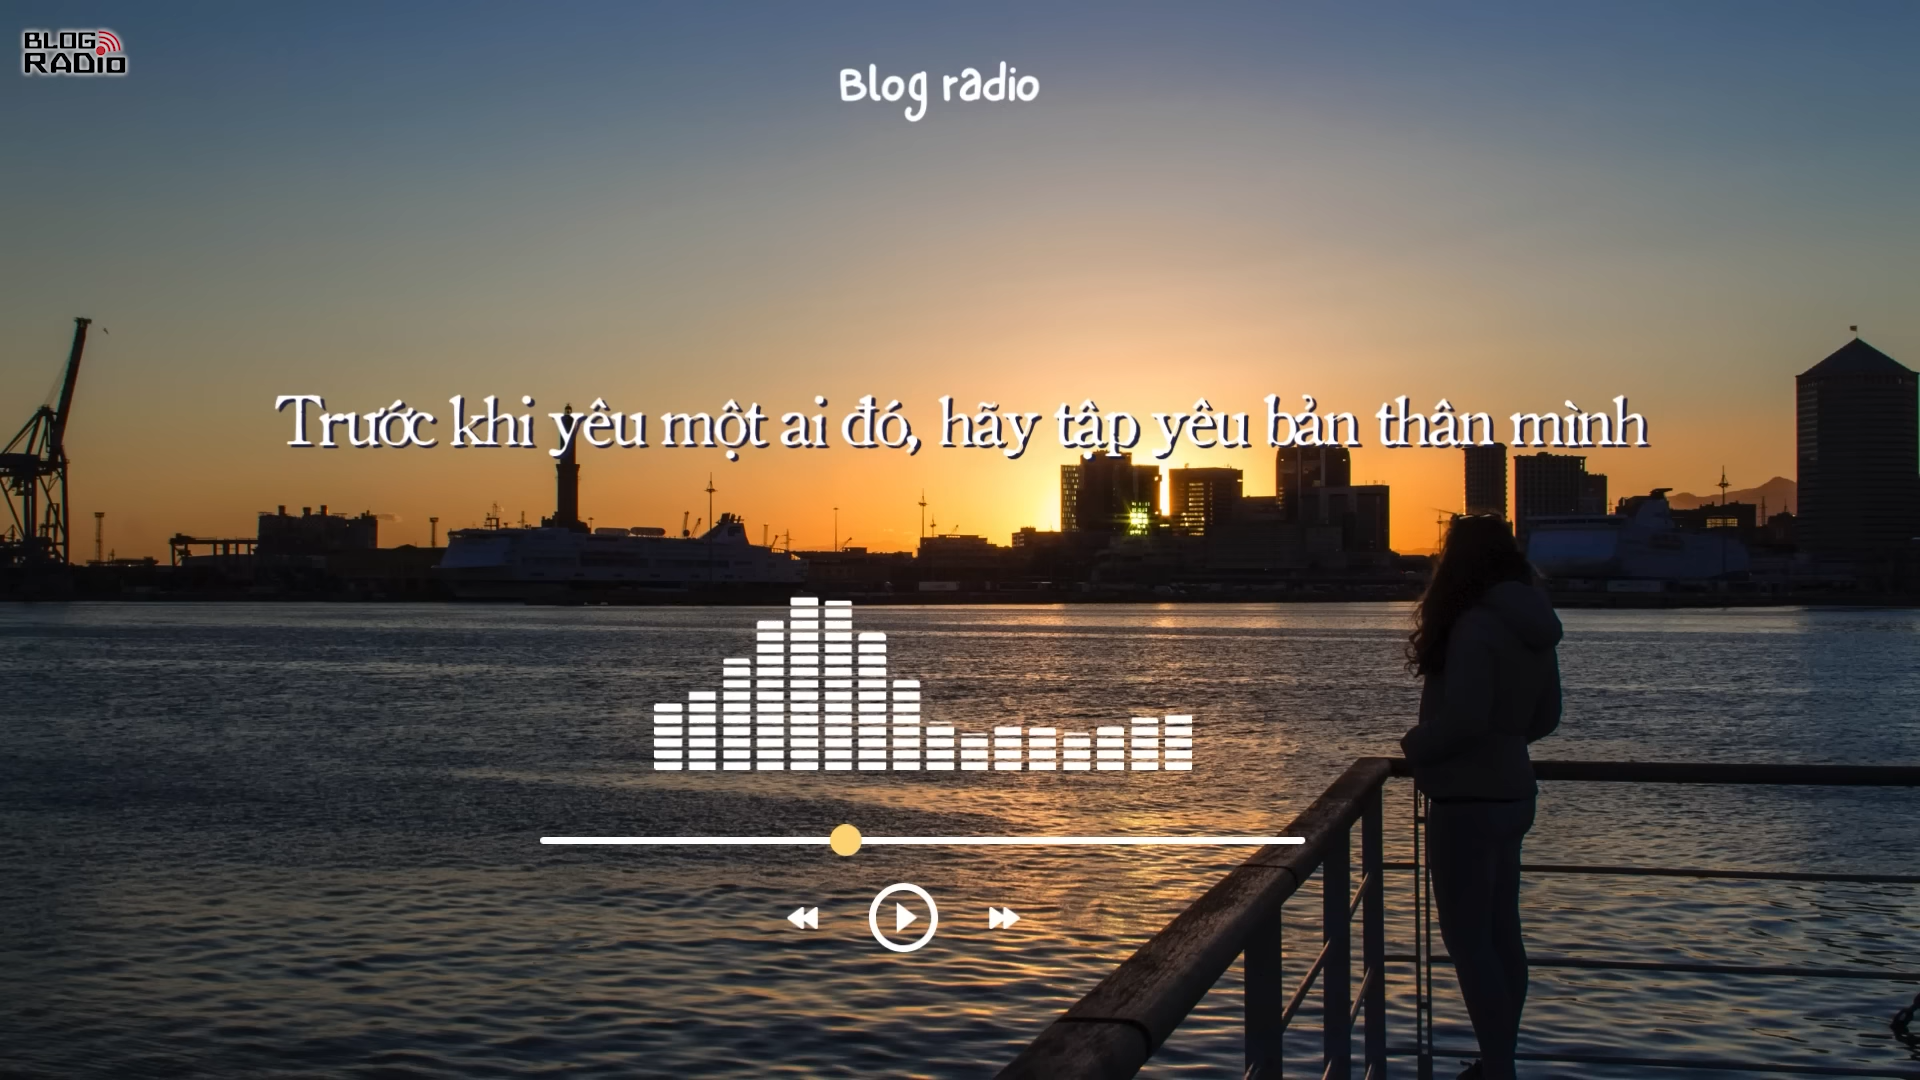 BLOG
RADIO
Blog radio
Trước khi yêu một ai đó, hãy tập yêu bản thân mình